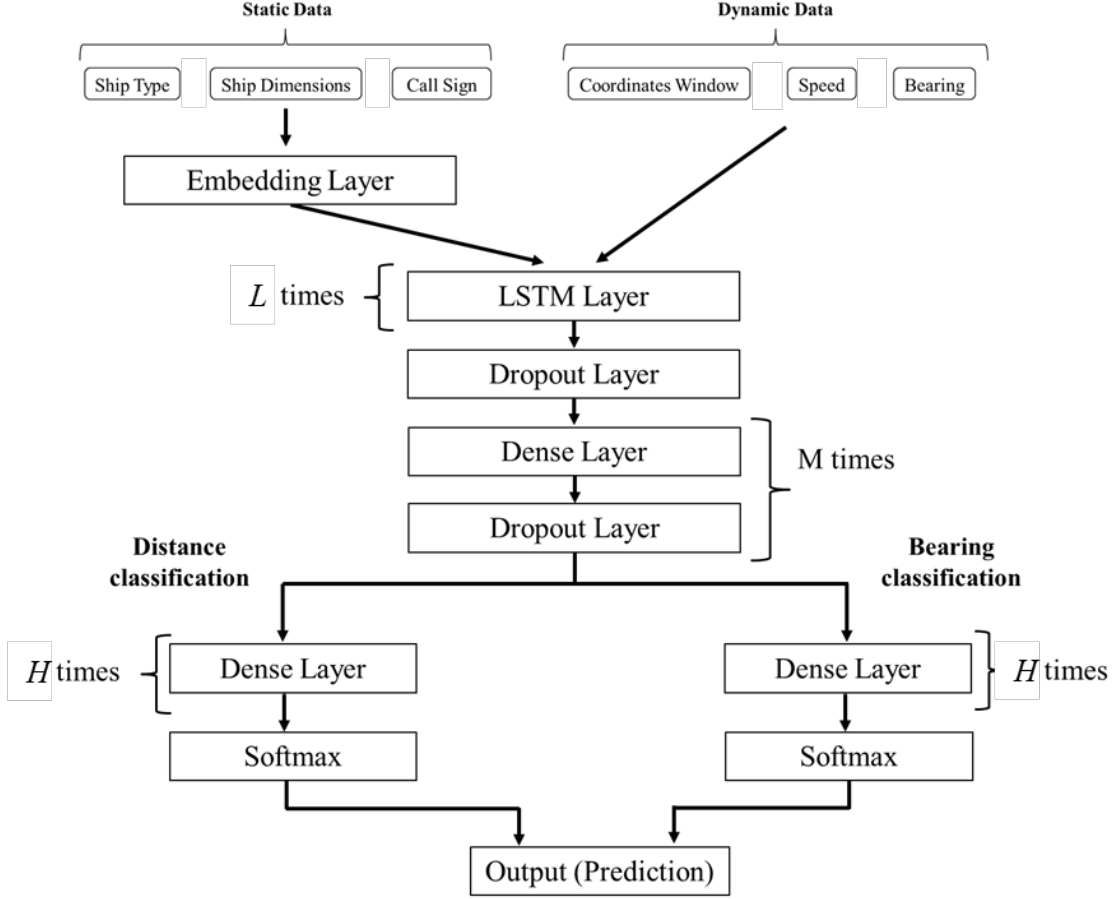 Static Data
Dynamic Data
Ship Type
Ship Dimensions
Call Sign
Coordinates Window
Speed
Bearing
Embedding Layer
L times
LSTM Layer
Dropout Layer
Dense Layer
M times
Dropout Layer
Distance
classification
Bearing
classification
H times
Dense Layer
Dense Layer
H times
Softmax
Softmax
Output (Prediction)